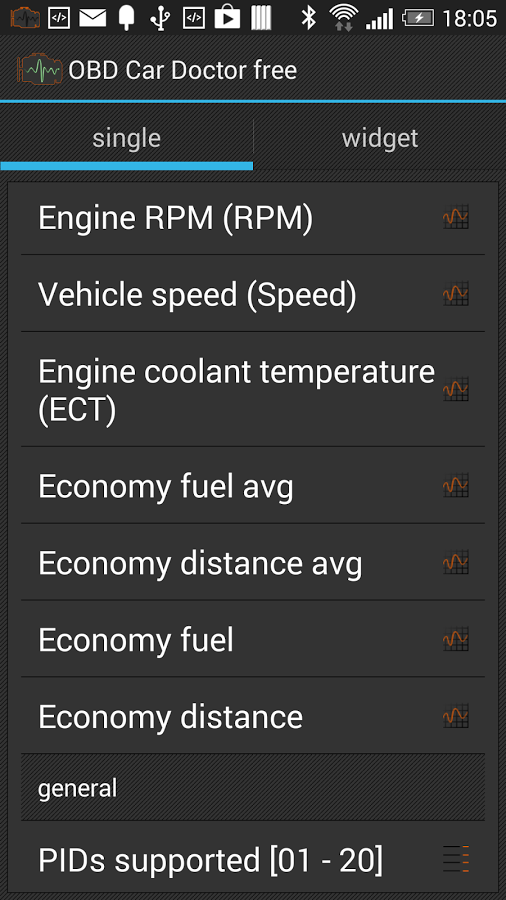 18:05
OBD Car Doctor free
single
widget
Engine RPM (RPM)
Vehicle speed (Speed)
Engine coolant temperature
(ECT)
Economy fuel avg
Economy distance avg
Economy fuel
Economy distance
general
PIDs supported [01 - 20]